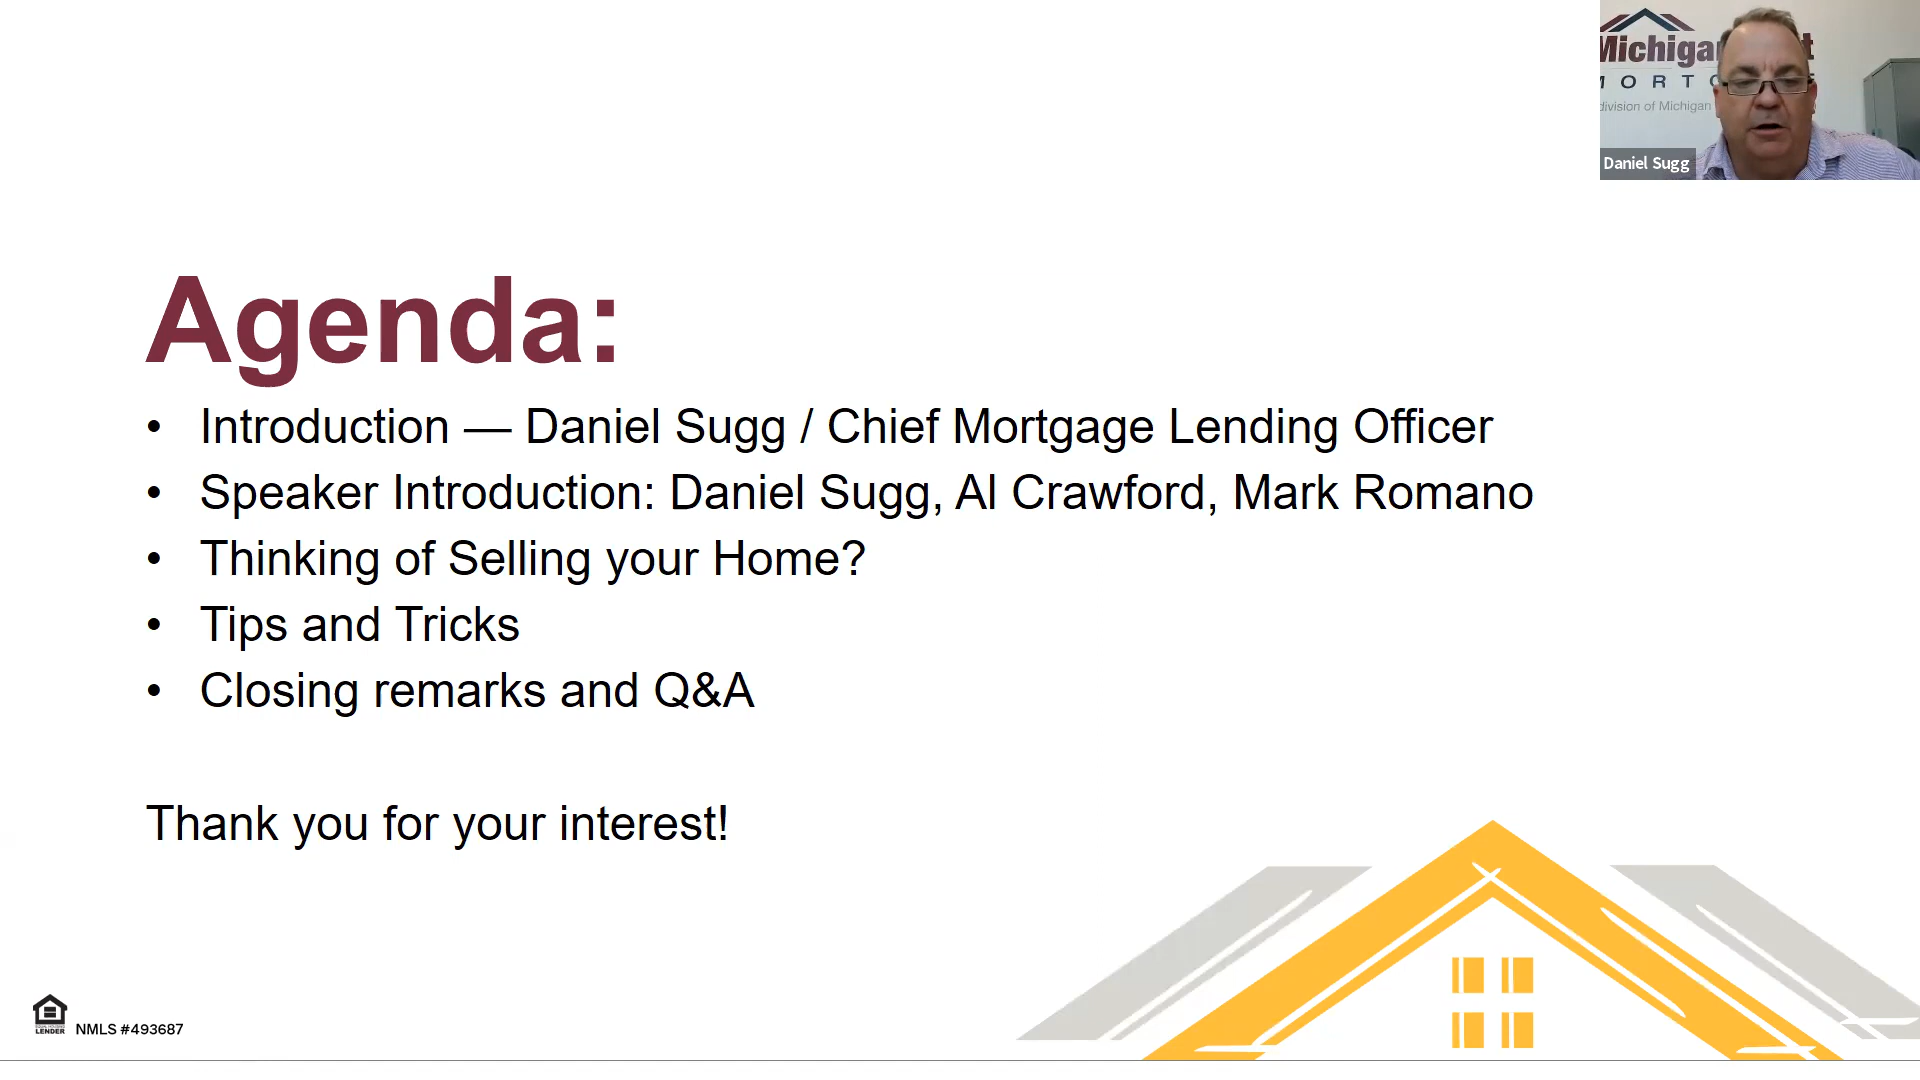 Michigan
MORT
division of Michigan
Daniel Sugg
Agenda:
• Introduction — Daniel Sugg / Chief Mortgage Lending Officer
• Speaker Introduction: Daniel Sugg, Al Crawford, Mark Romano
• Thinking of Selling your Home?
• Tips and Tricks
• Closing remarks and Q&A
Thank you for your interest!
LENDER
NMLS #493687